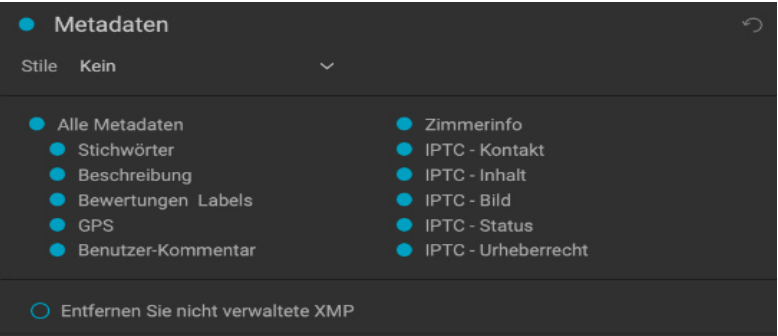 Metadaten
Stile Kein
Alle Metadaten
Stichwörter
Beschreibung
Bewertungen Labels
GPS
Benutzer-Kommentar
Zimmerinfo
IPTC - Kontakt
IPTC - Inhalt
IPTC - Bild
IPTC - Status
IPTC - Urheberrecht
Entfernen Sie nicht verwaltete XMP